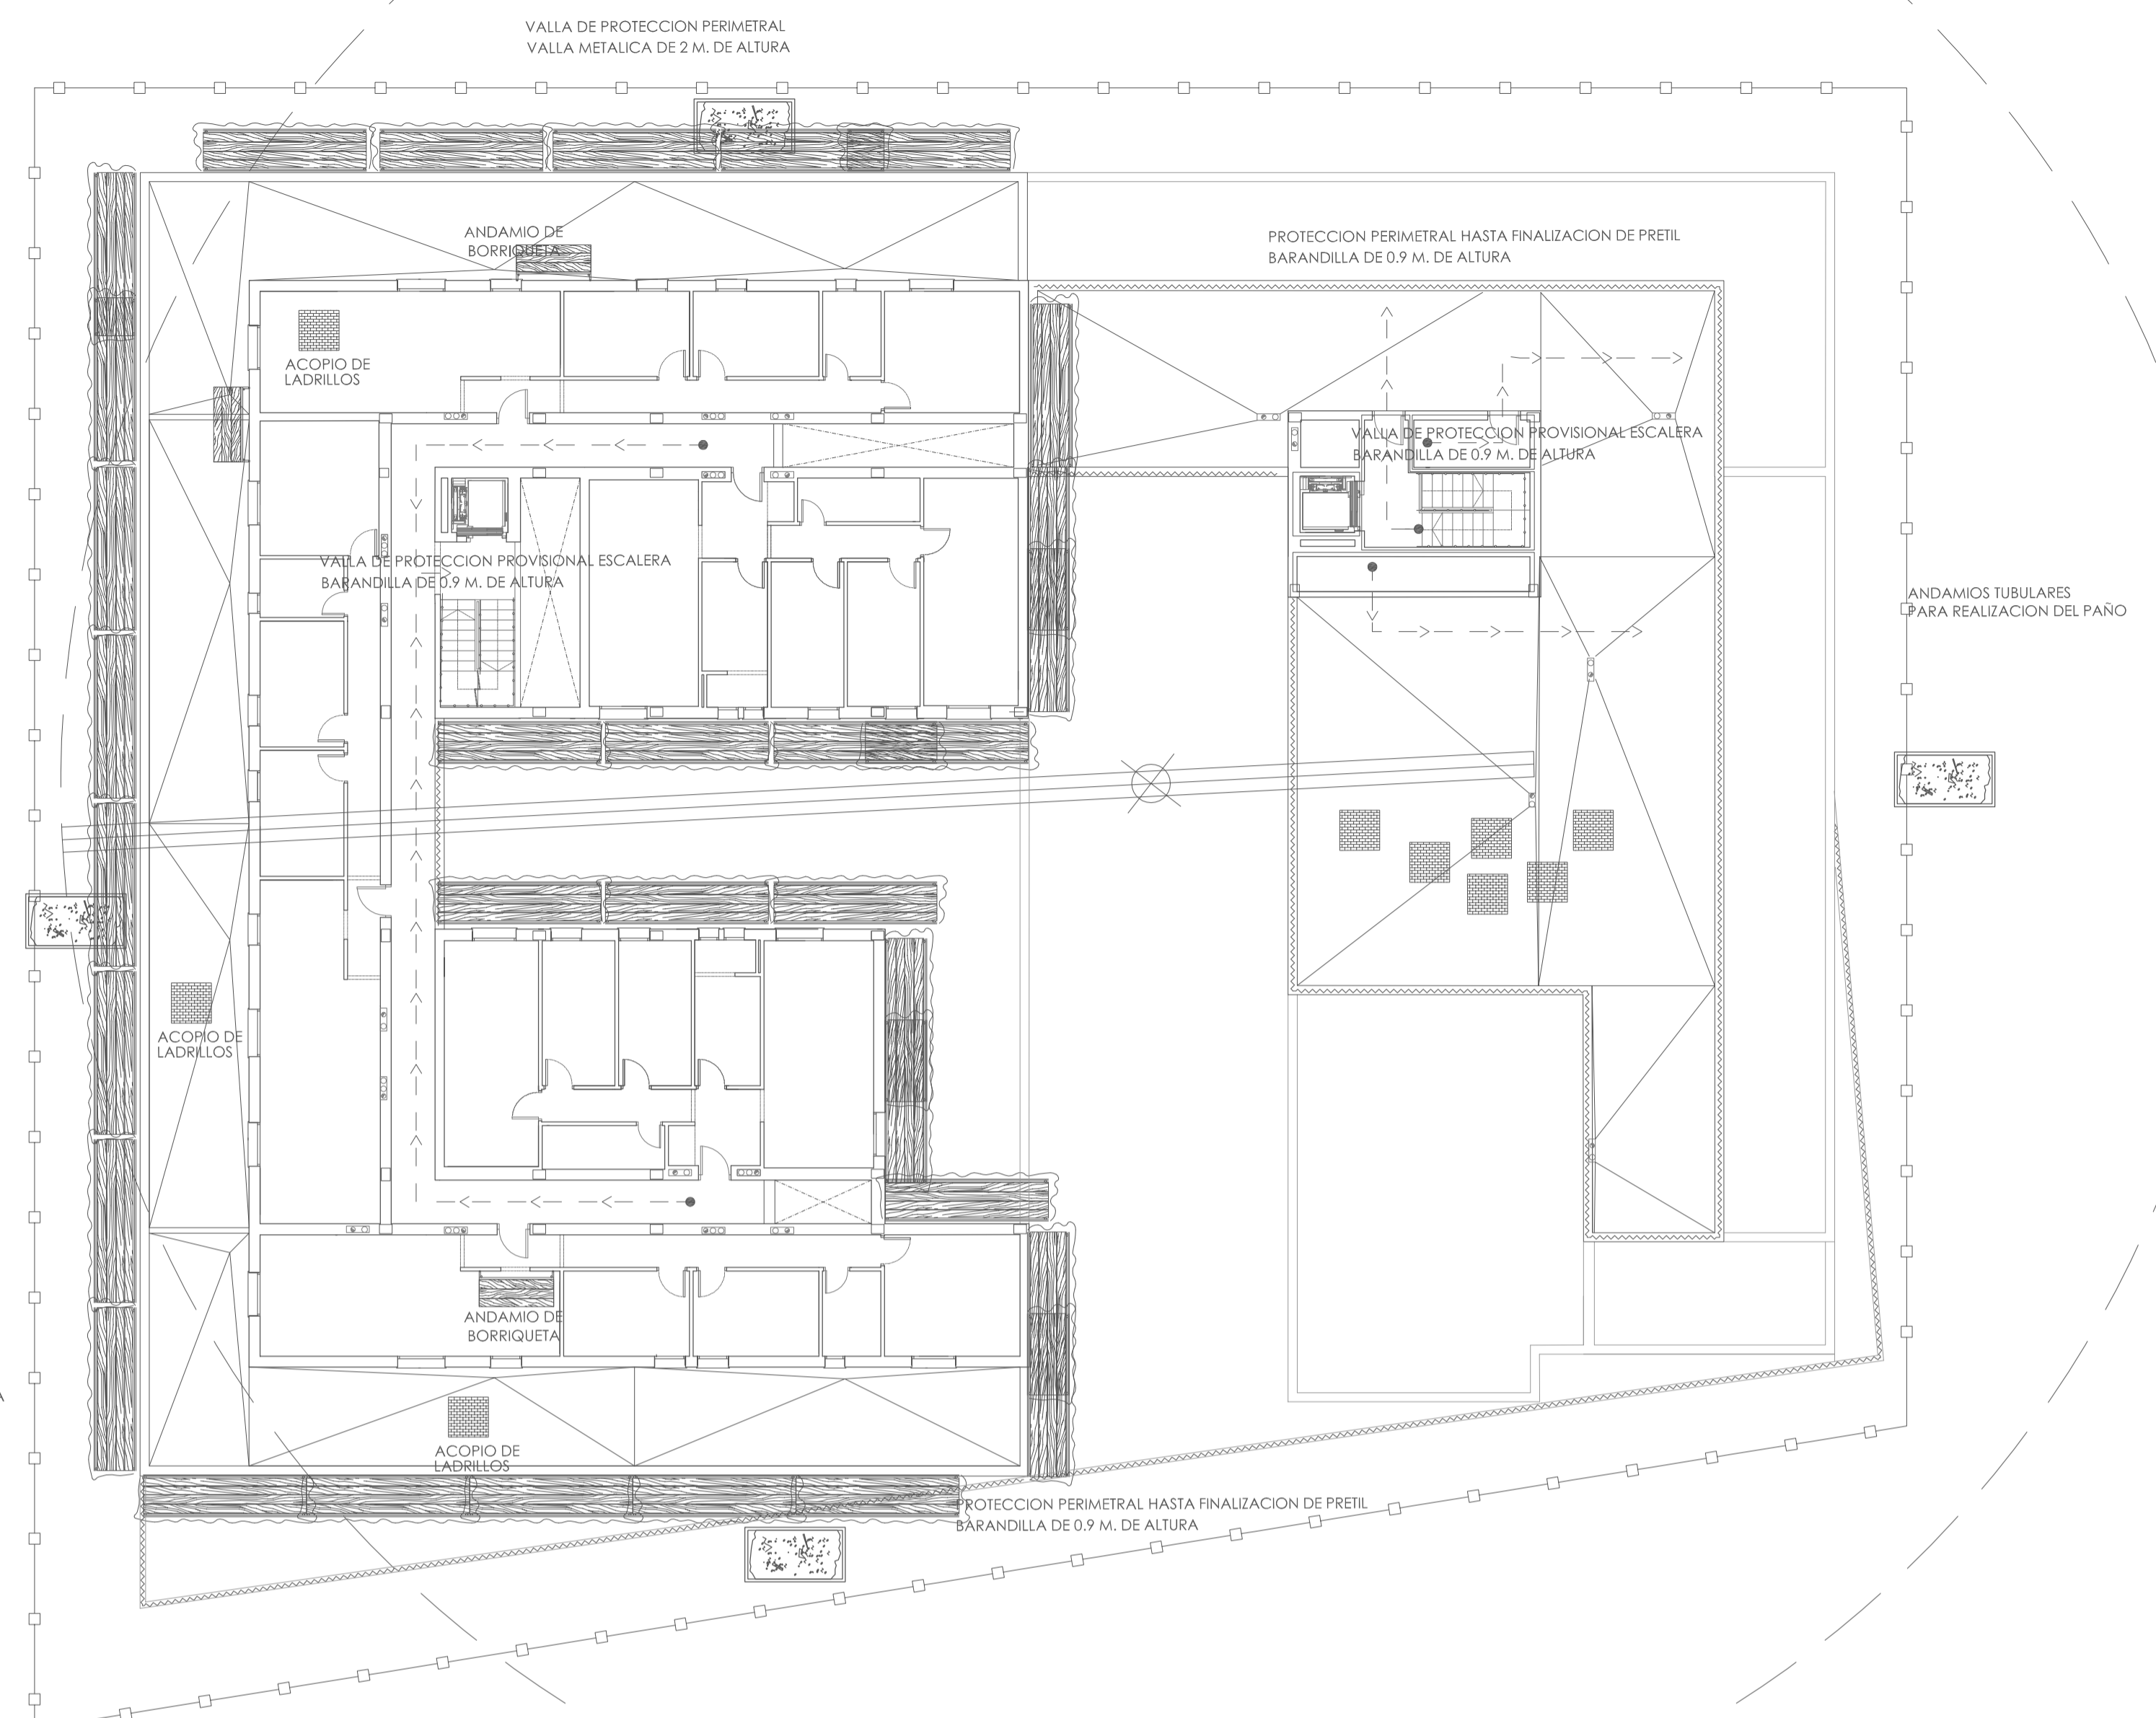 VALLA DE PROTECCION PERIMETRAL
VALLA METALICA DE 2 M. DE ALTURA
ANDAMIO DE
BORRIQUETA
PROTECCION PERIMETRAL HASTA FINALIZACION DE PRETIL
BARANDILLA DE 0.9 M. DE ALTURA
ACOPIO DE
LADRILLOS
VALLA DE PROTECCION PROVISIONAL ESCALERA
BARANDILLA DE 0.9 M. DE ALTURA
VALLA DE PROTECCION PROVISIONAL ESCALERA
BARANDILLA DE 0.9 M. DE ALTURA
ANDAMIOS TUBULARES
PARA REALIZACION DEL PAÑO
ACOPIO DE
LADRILLOS
ANDAMIO DE
BORRIQUETA
ACOPIO DE
LADRILLOS
PROTECCION PERIMETRAL HASTA FINALIZACION DE PRETIL
BARANDILLA DE 0.9 M. DE ALTURA